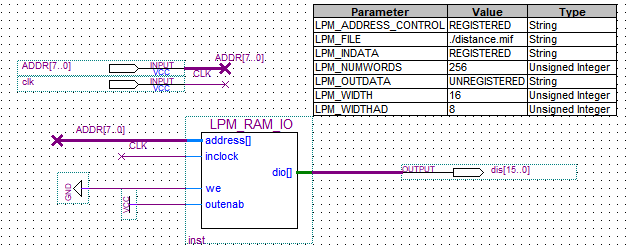 Parameter Value Type
LPM_ADDRESS_CONTROL REGISTERED String
LPM_FILE ./distance.mif String
LPM_INDATA REGISTERED String
LPM_NUMWORDS 256 Unsigned Integer
LPM_OUTDATA UNREGISTERED String
LPM_WIDTH 16 Unsigned Integer
LPM_WIDTHAD 8 Unsigned Integer
ADDR[7..0] INPUT VCC ADDR[7..0]
clk INPUT VCC CLK
LPM_RAM_IO
ADDR[7..0] address[]
CLK inclock
dio[] OUTPUT dis[15..0]
GND we
VCC outenab
inst